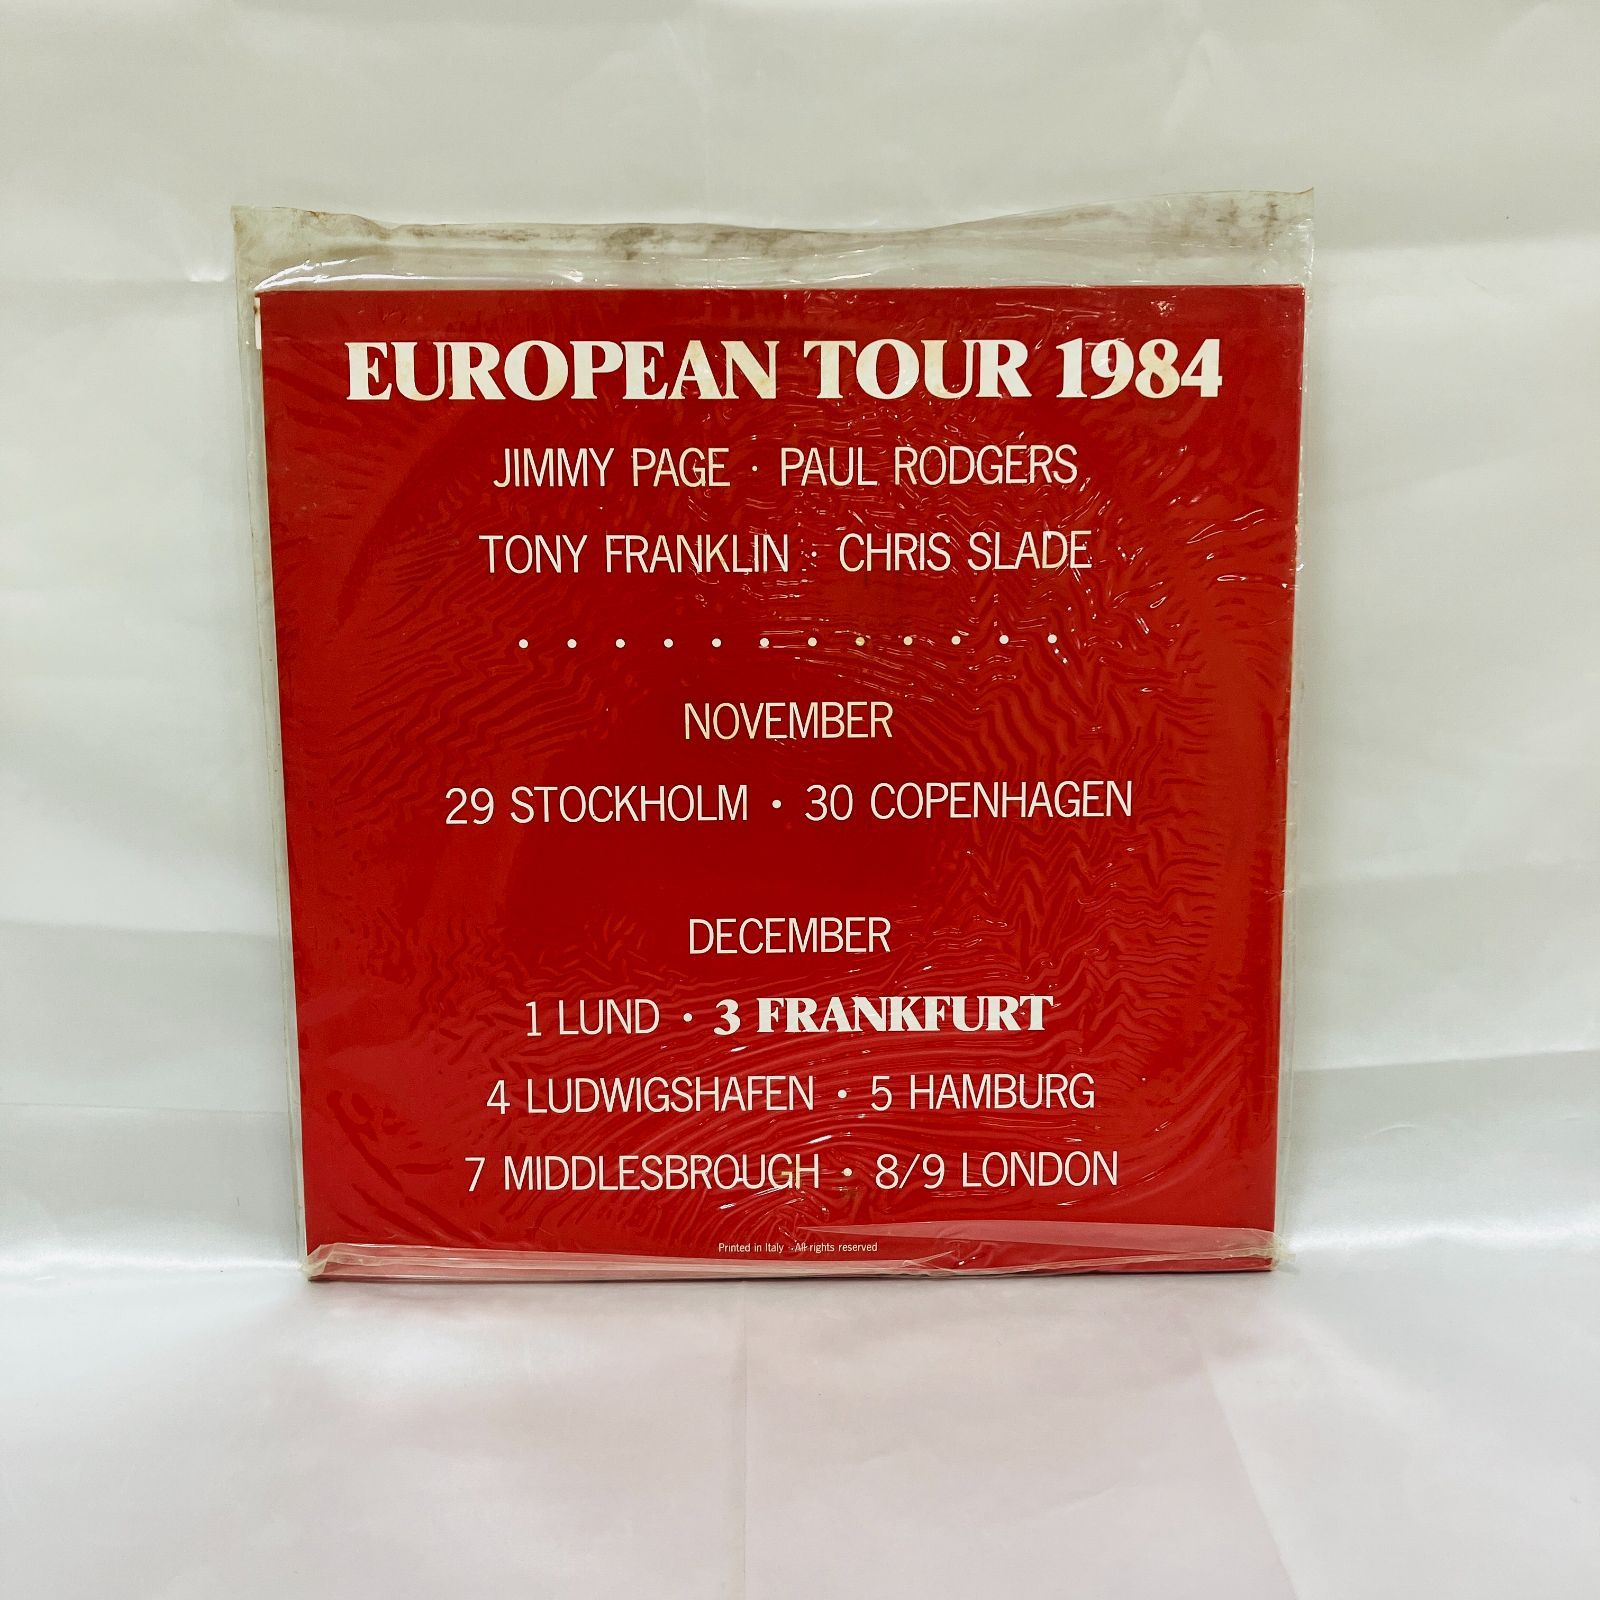 EUROPEAN TOUR 1984
JIMMY PAGE · PAUL RODGERS
TONY FRANKLIN · CHRIS SLADE
NOVEMBER
29 STOCKHOLM · 30 COPENHAGEN
DECEMBER
1 LUND · 3 FRANKFURT
4 LUDWIGSHAFEN · 5 HAMBURG
7 MIDDLESBROUGH · 8/9 LONDON
Printed in Italy · All rights reserved